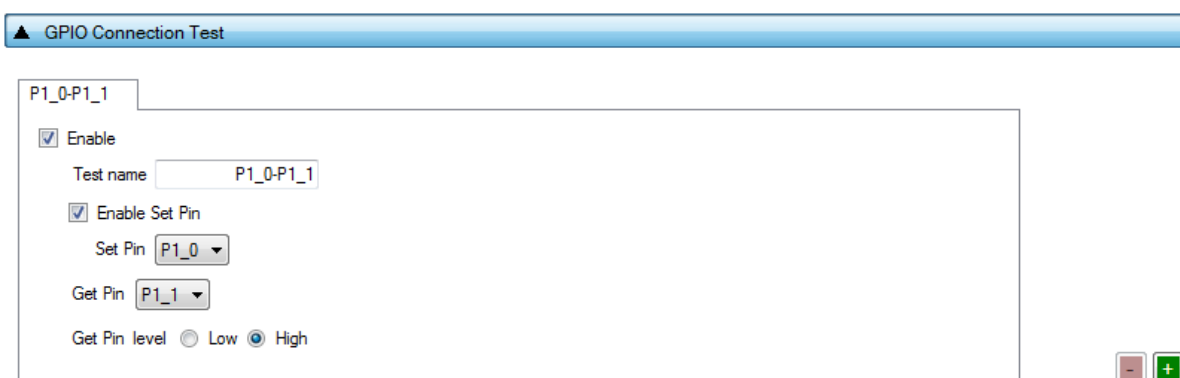 GPIO Connection Test
P1_0-P1_1
Enable
Test name P1_0-P1_1
Enable Set Pin
Set Pin P1_0
Get Pin P1_1
Get Pin level Low High
- +